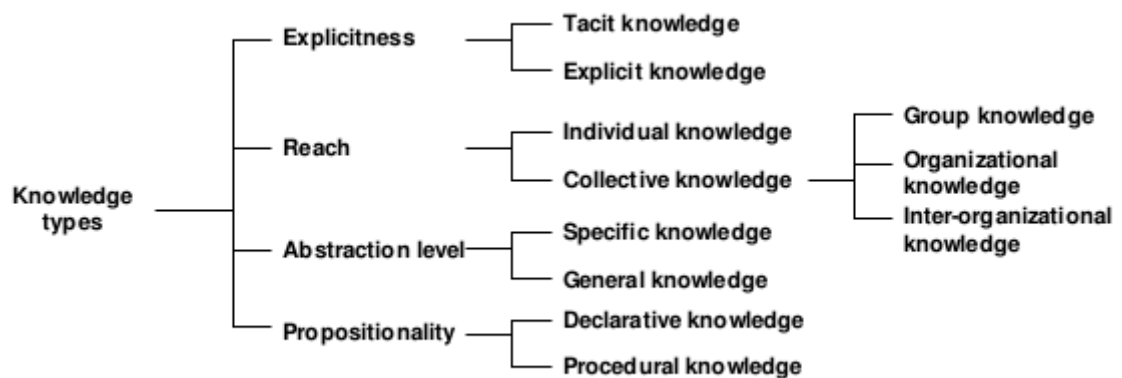 Knowledge
types
Explicitness
Tacit knowledge
Explicit knowledge
Reach
Individual knowledge
Collective knowledge
Group knowledge
Organizational
knowledge
Inter-organizational
knowledge
Abstraction level
Specific knowledge
General knowledge
Propositionality
Declarative knowledge
Procedural knowledge